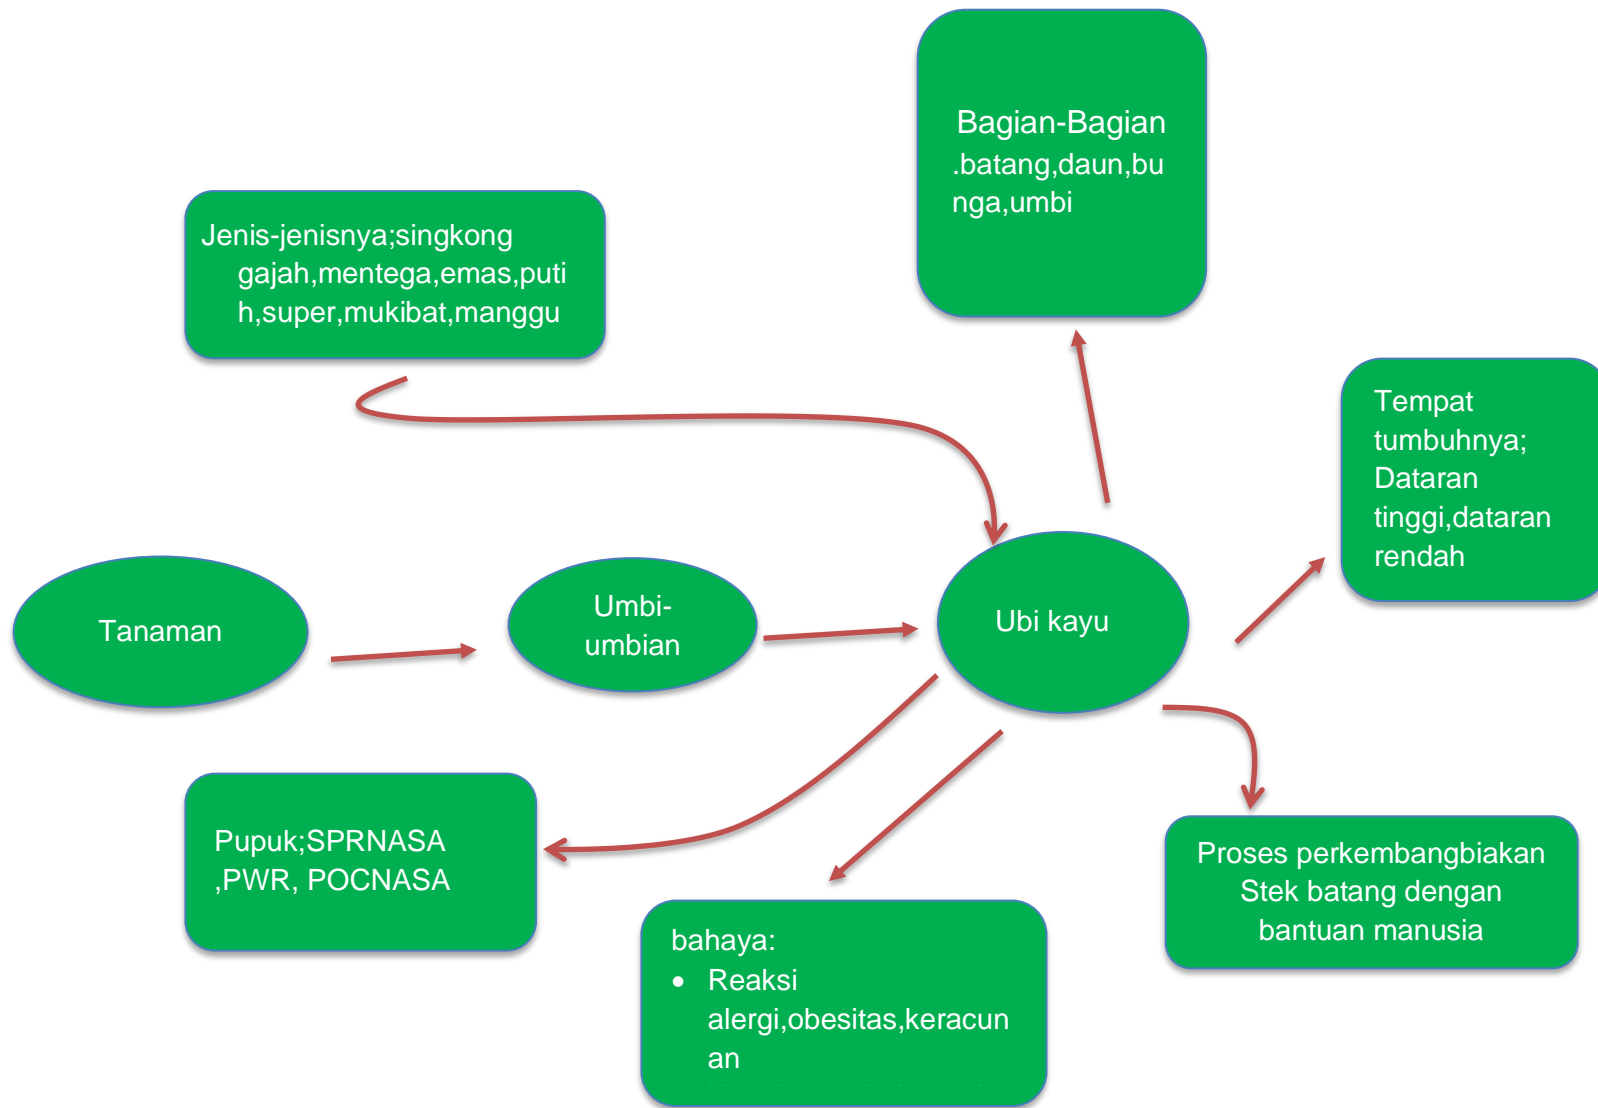 Bagian-Bagian
.batang,daun,bu
nga,umbi
Jenis-jenisnya;singkong
gajah,mentega,emas,puti
h,super,mukibat,manggu
Tempat
tumbuhnya;
Dataran
tinggi,dataran
rendah
Tanaman
Umbi-
umbian
Ubi kayu
Pupuk;SPRNASA
,PWR, POCNASA
Proses perkembangbiakan
Stek batang dengan
bantuan manusia
bahaya:
• Reaksi
alergi,obesitas,keracun
an